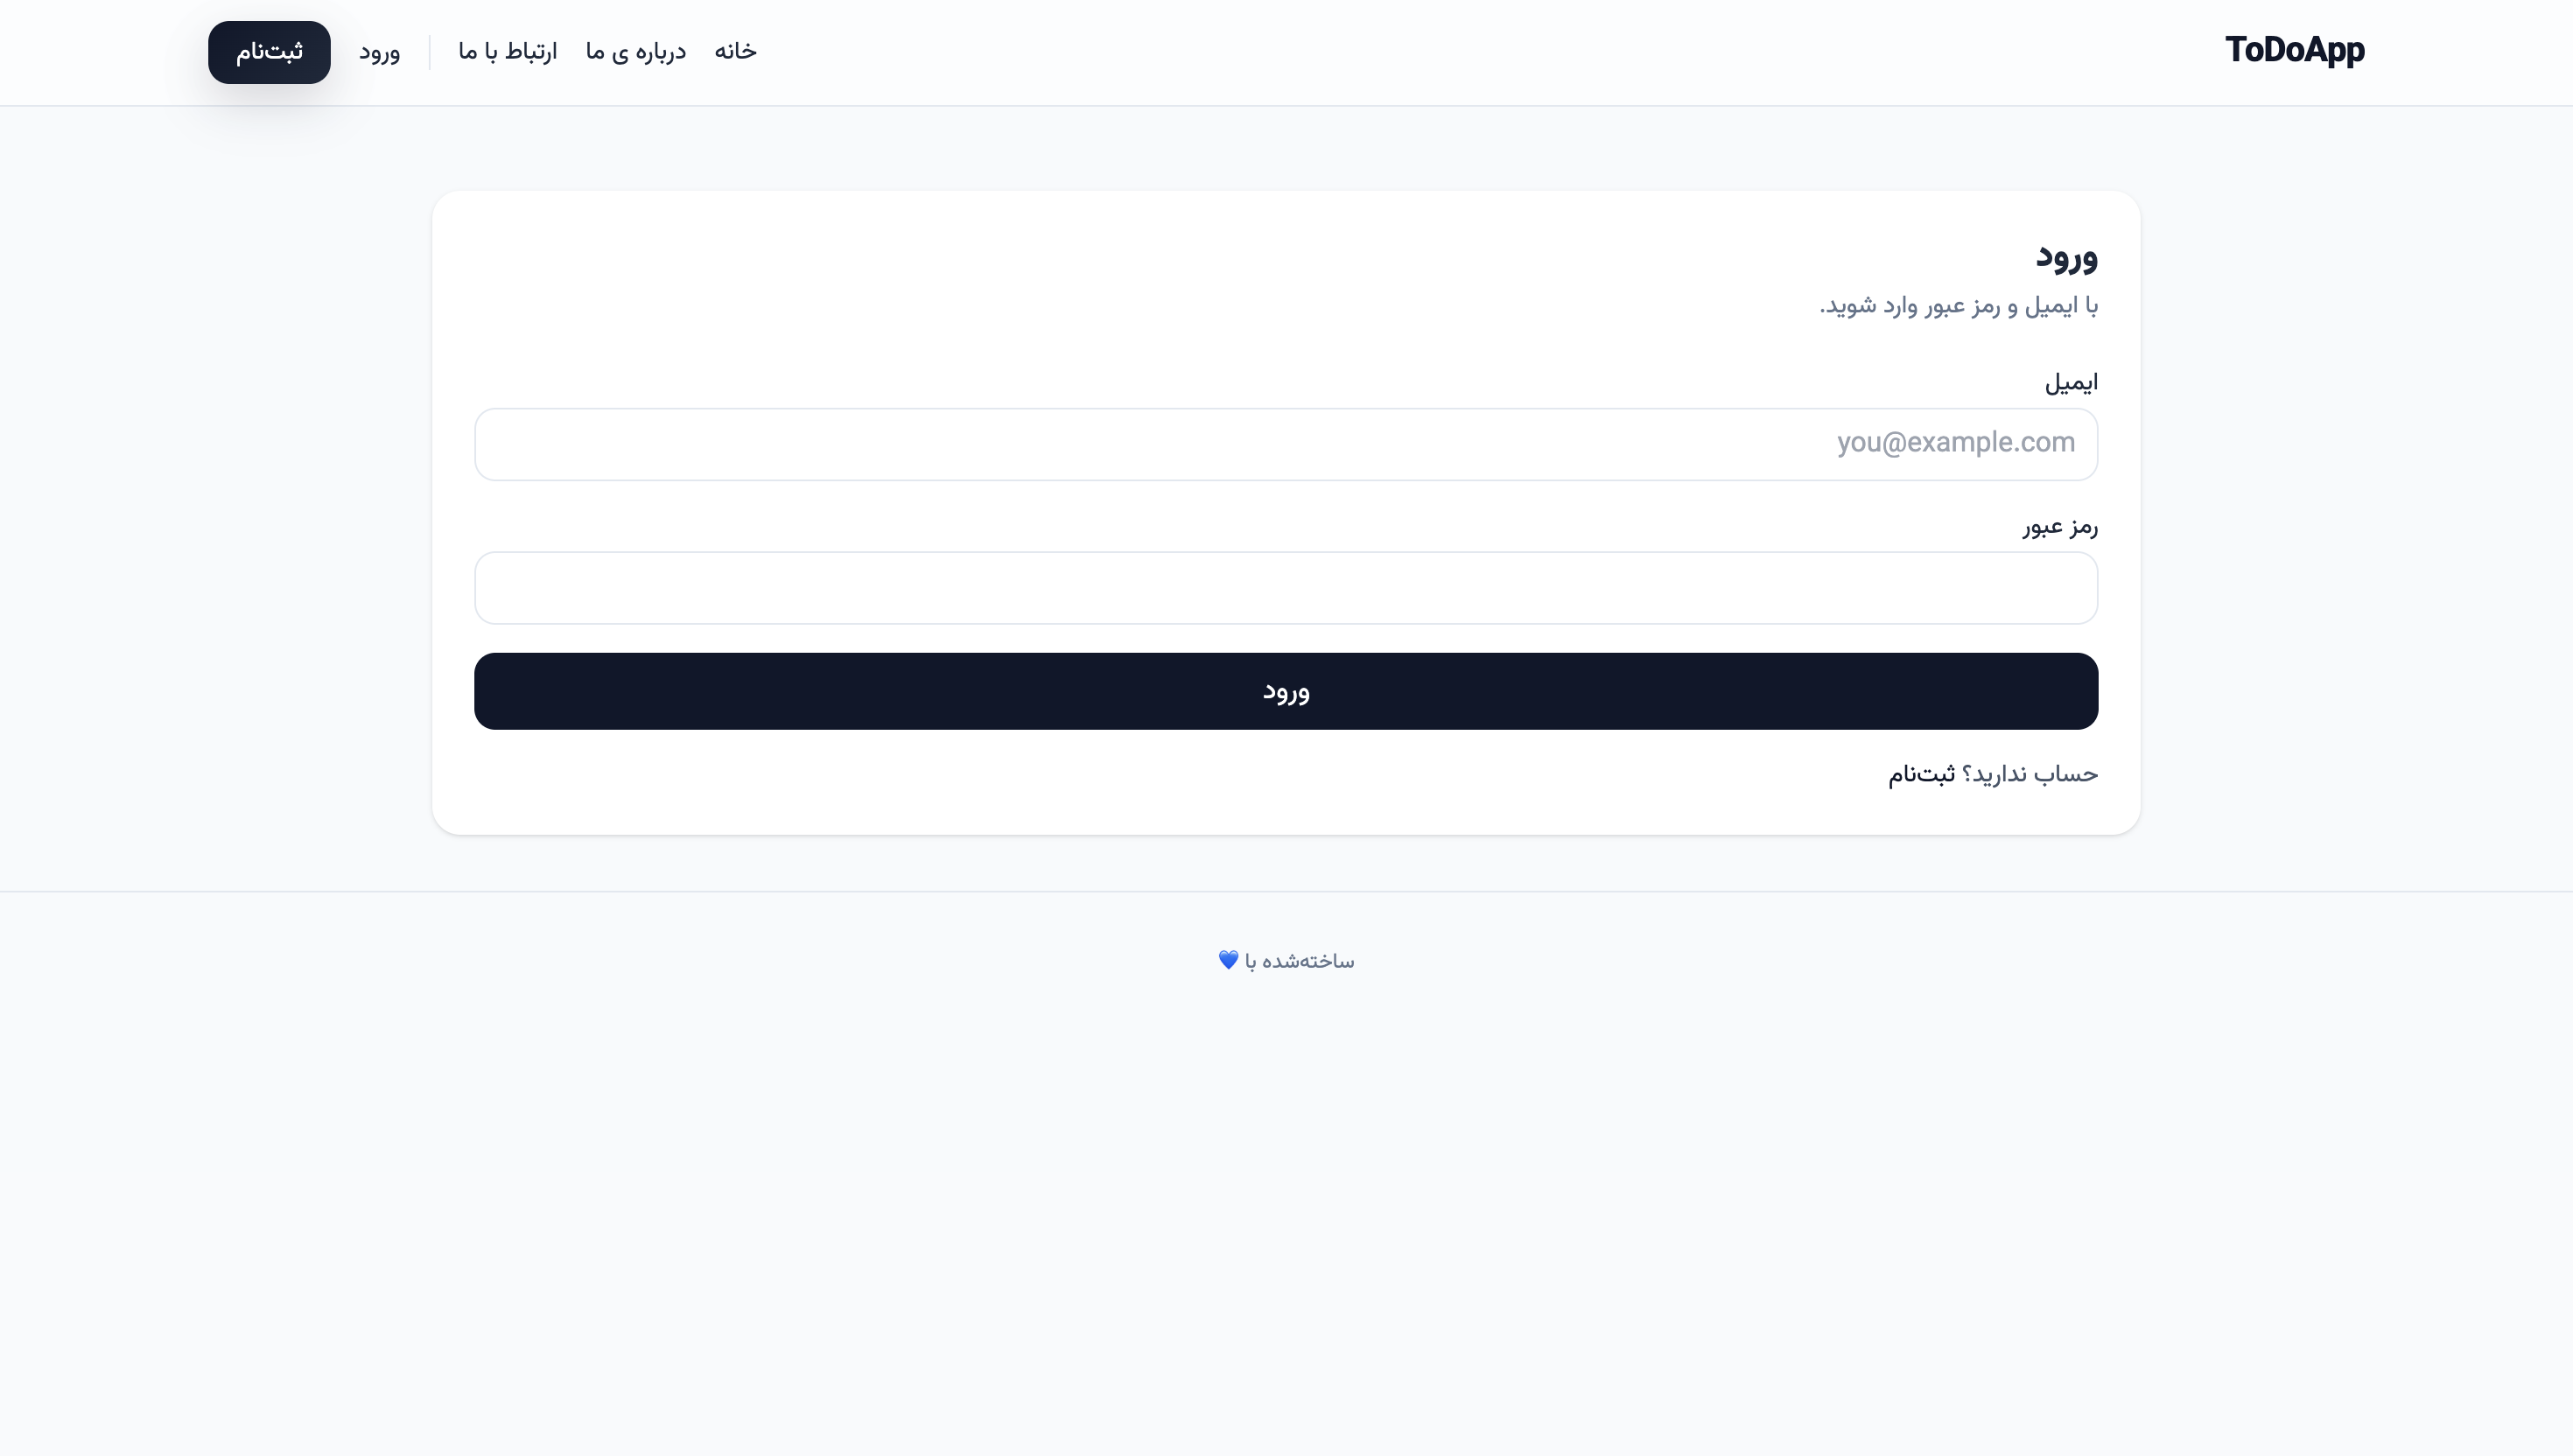 ToDoApp
خانه درباره ی ما ارتباط با ما ورود ثبت‌نام
ورود
با ایمیل و رمز عبور وارد شوید.
ایمیل
you@example.com
رمز عبور
ورود
حساب ندارید؟ ثبت‌نام
ساخته‌شده با 💙